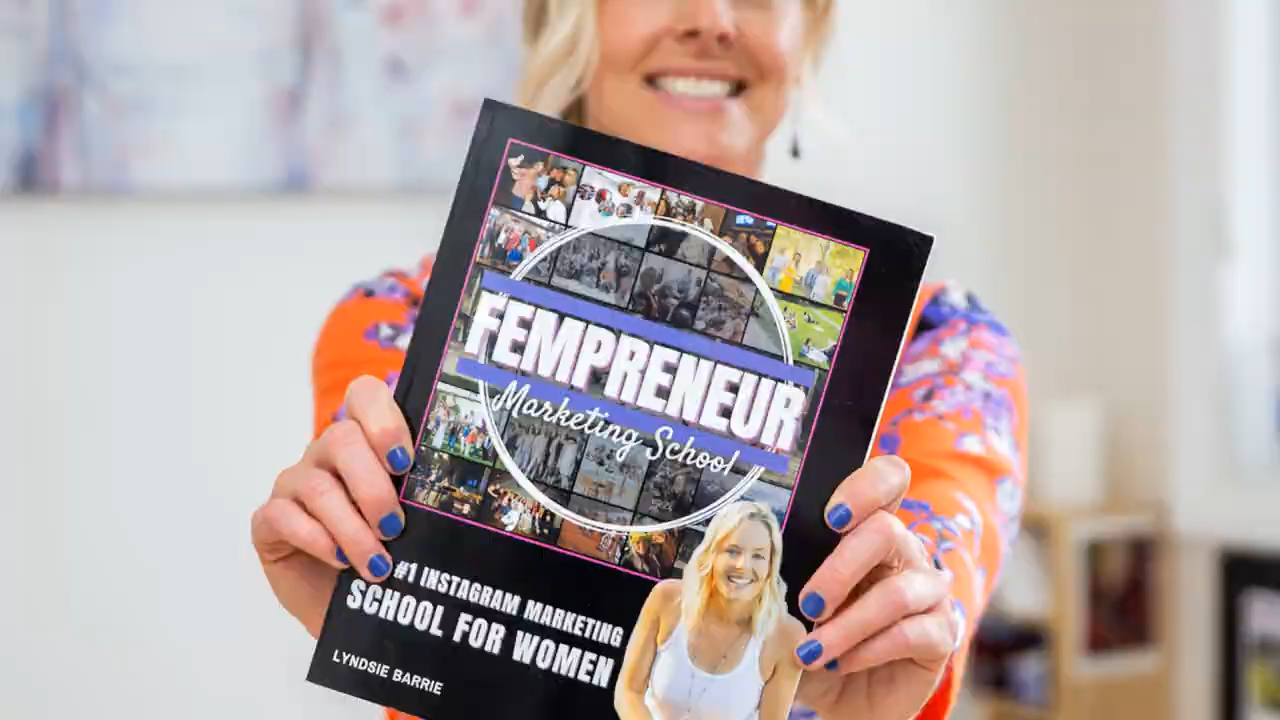 FEMPRENEUR
Marketing School
#1 INSTAGRAM MARKETING
SCHOOL FOR WOMEN
LYNDSIE BARRIE